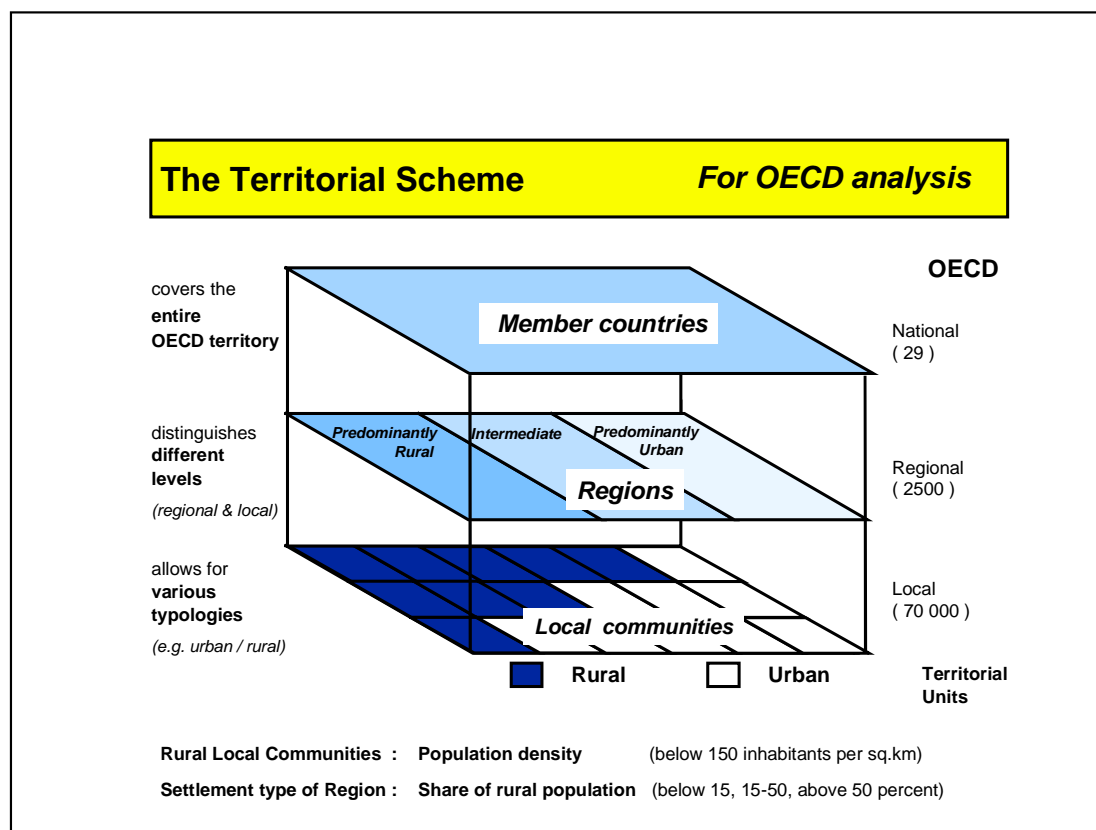 The Territorial Scheme For OECD analysis
OECD
covers the
entire
OECD territory
Member countries
National
( 29 )
distinguishes
different
levels
(regional & local)
Predominantly
Rural
Intermediate
Predominantly
Urban
Regions
Regional
( 2500 )
allows for
various
typologies
(e.g. urban / rural)
Local communities
Local
( 70 000 )
Rural Urban
Territorial
Units
Rural Local Communities : Population density (below 150 inhabitants per sq.km)
Settlement type of Region : Share of rural population (below 15, 15-50, above 50 percent)